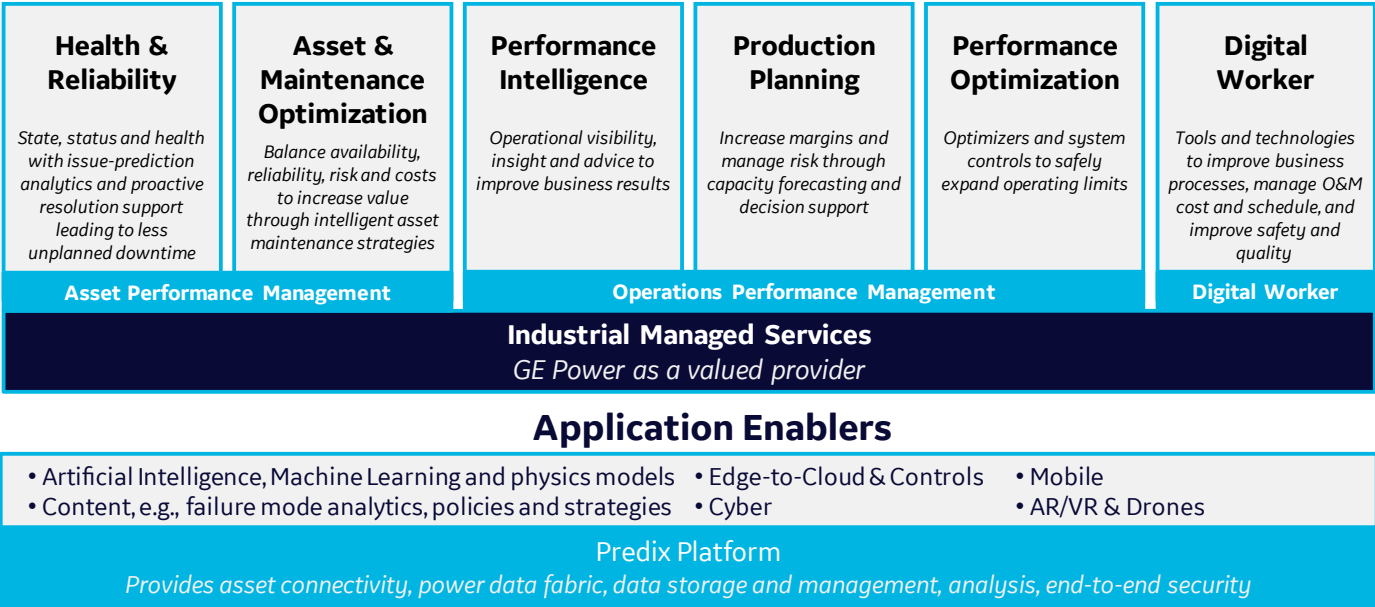 Health &
Reliability
State, status and health
with issue-prediction
analytics and proactive
resolution support
leading to less
unplanned downtime
Asset &
Maintenance
Optimization
Balance availability,
reliability, risk and costs
to increase value
through intelligent asset
maintenance strategies
Performance
Intelligence
Operational visibility,
insight and advice to
improve business results
Production
Planning
Increase margins and
manage risk through
capacity forecasting and
decision support
Performance
Optimization
Optimizers and system
controls to safely
expand operating limits
Digital
Worker
Tools and technologies
to improve business
processes, manage O&M
cost and schedule, and
improve safety and
quality
Asset Performance Management
Operations Performance Management
Digital Worker
Industrial Managed Services
GE Power as a valued provider
Application Enablers
• Artificial Intelligence, Machine Learning and physics models
• Content, e.g., failure mode analytics, policies and strategies
• Edge-to-Cloud & Controls
• Cyber
• Mobile
• AR/VR & Drones
Predix Platform
Provides asset connectivity, power data fabric, data storage and management, analysis, end-to-end security